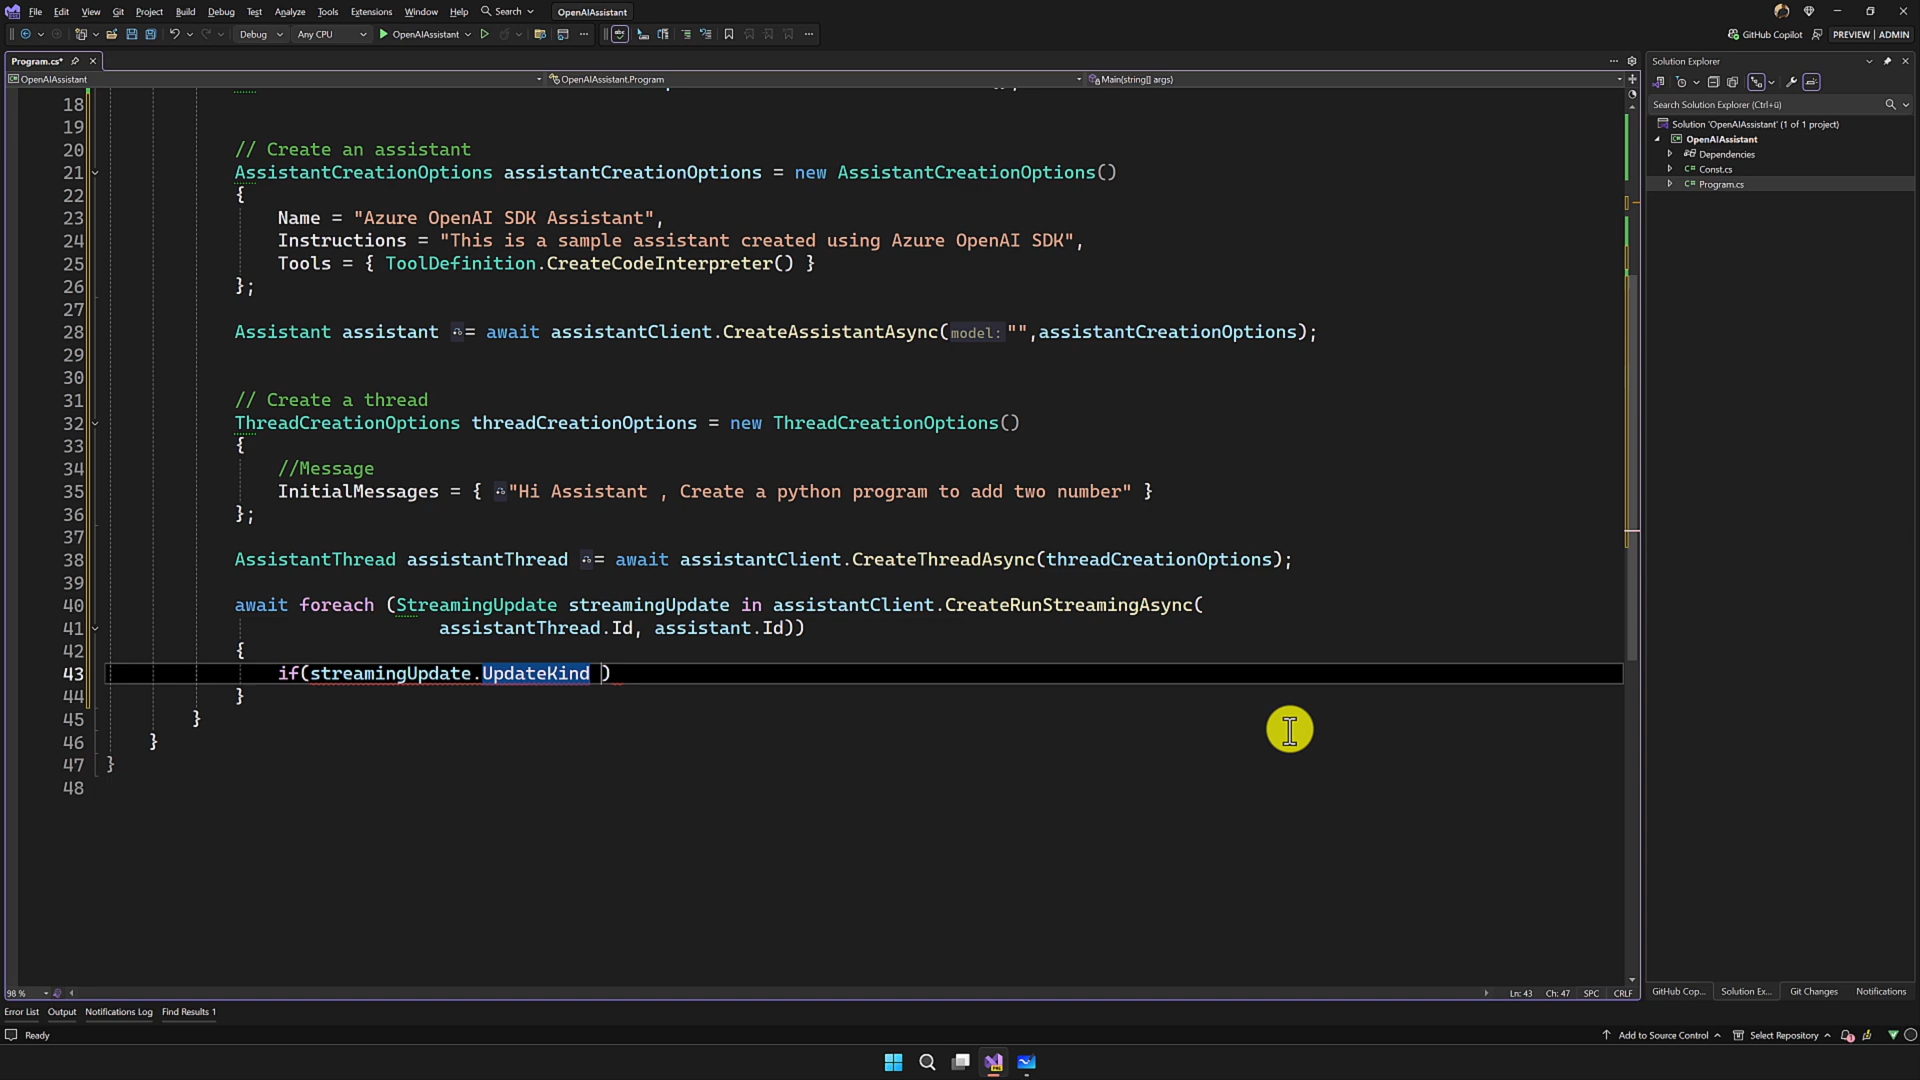 File Edit View Git Project Build Debug Test Analyze Tools Extensions Window Help Search OpenAIAssistant
Debug Any CPU OpenAIAssistant GitHub Copilot PREVIEW | ADMIN
Program.cs*
OpenAIAssistant OpenAIAssistant.Program Main(string[] args)
18
19
20 // Create an assistant
21 AssistantCreationOptions assistantCreationOptions = new AssistantCreationOptions()
22 {
23 Name = "Azure OpenAI SDK Assistant",
24 Instructions = "This is a sample assistant created using Azure OpenAI SDK",
25 Tools = { ToolDefinition.CreateCodeInterpreter() }
26 };
27
28 Assistant assistant = await assistantClient.CreateAssistantAsync(model:"",assistantCreationOptions);
29
30
31 // Create a thread
32 ThreadCreationOptions threadCreationOptions = new ThreadCreationOptions()
33 {
34 //Message
35 InitialMessages = { "Hi Assistant , Create a python program to add two number" }
36 };
37
38 AssistantThread assistantThread = await assistantClient.CreateThreadAsync(threadCreationOptions);
39
40 await foreach (StreamingUpdate streamingUpdate in assistantClient.CreateRunStreamingAsync(
41 assistantThread.Id, assistant.Id))
42 {
43 if(streamingUpdate.UpdateKind )
44 }
45 }
46 }
47 }
48
98 % Ln: 43 Ch: 47 SPC CRLF
Solution Explorer
Search Solution Explorer (Ctrl+ü)
Solution 'OpenAIAssistant' (1 of 1 project)
OpenAIAssistant
Dependencies
C# Const.cs
C# Program.cs
GitHub Cop... Solution Ex... Git Changes Notifications
Error List Output Notifications Log Find Results 1
Ready Add to Source Control Select Repository 1